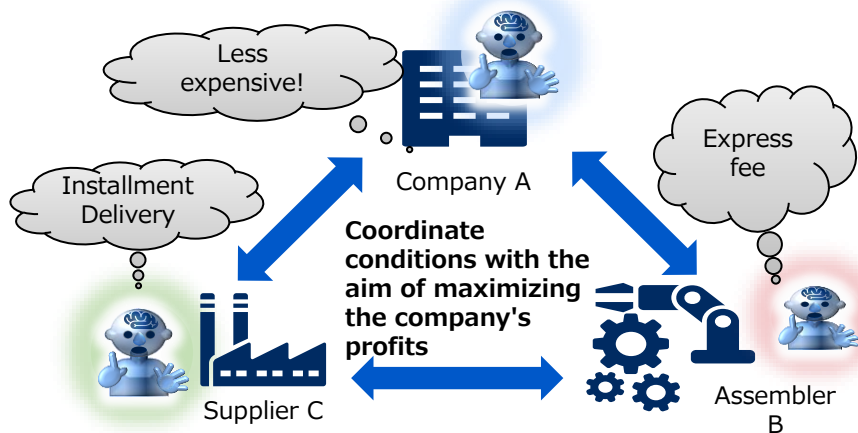 Less
expensive!
Company A
Express
fee
Installment
Delivery
Coordinate
conditions with the
aim of maximizing
the company's
profits
Supplier C
Assembler
B